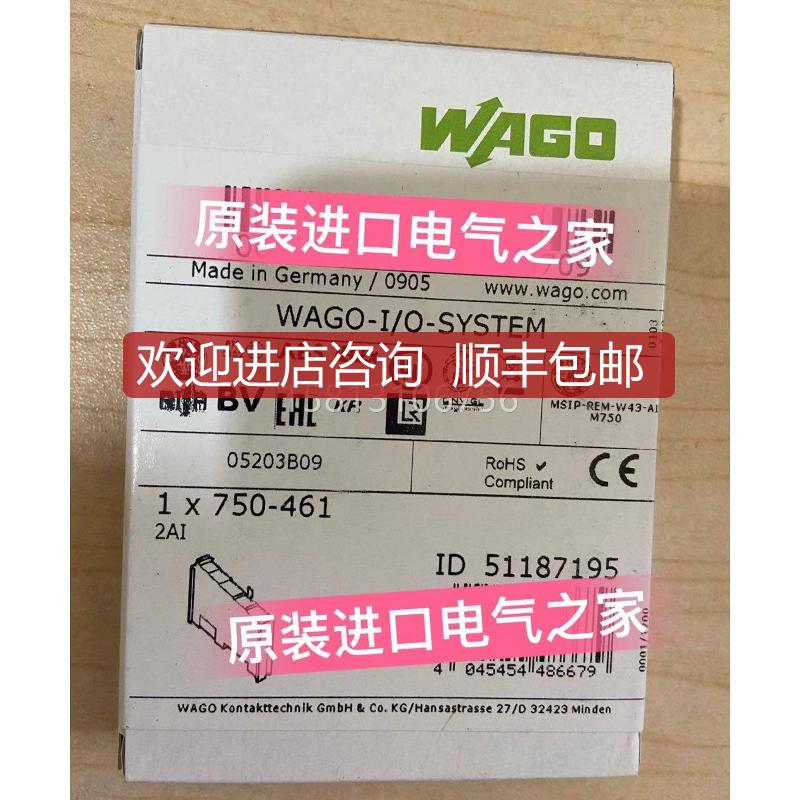 WAGO
原装进口电气之家
Made in Germany / 0905
www.wago.com
WAGO-I/O-SYSTEM
0103
欢迎进店咨询 顺丰包邮
BV
EAC
MSIP-REM-W43-AI
M750
05203B09
RoHS ✓
Compliant
CE
1 x 750-461
2AI
ID 51187195
原装进口电气之家
4 045454 486679
WAGO Kontakttechnik GmbH & Co. KG/Hansastrasse 27/D 32423 Minden